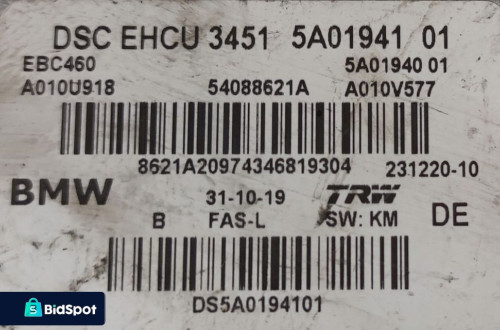 DSC EHCU 3451 5A01941 01
EBC460 5A01940 01
A010U918 54088621A A010V577
8621A20974346819304 231220-10
BMW 31-10-19 TRW
B FAS-L SW: KM DE
DS5A0194101
BidSpot